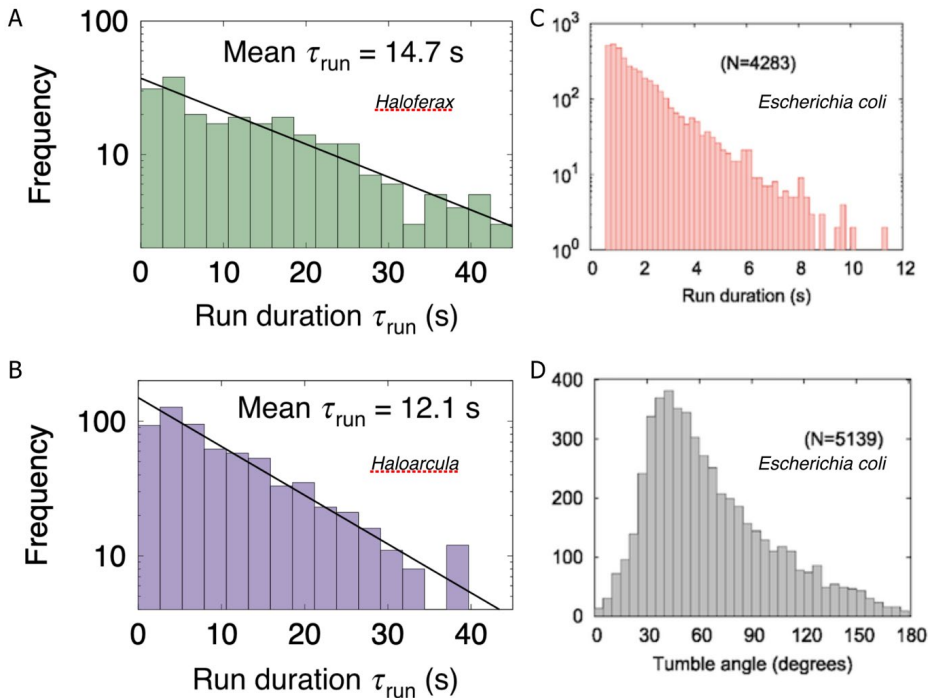 A
100
10
Frequency
Mean τrun = 14.7 s
Haloferax
0 10 20 30 40
Run duration τrun (s)
B
100
10
Frequency
Mean τrun = 12.1 s
Haloarcula
0 10 20 30 40
Run duration τrun (s)
C
10³
10²
10¹
10⁰
(N=4283)
Escherichia coli
0 2 4 6 8 10 12
Run duration (s)
D
400
300
200
100
0
(N=5139)
Escherichia coli
0 30 60 90 120 150 180
Tumble angle (degrees)